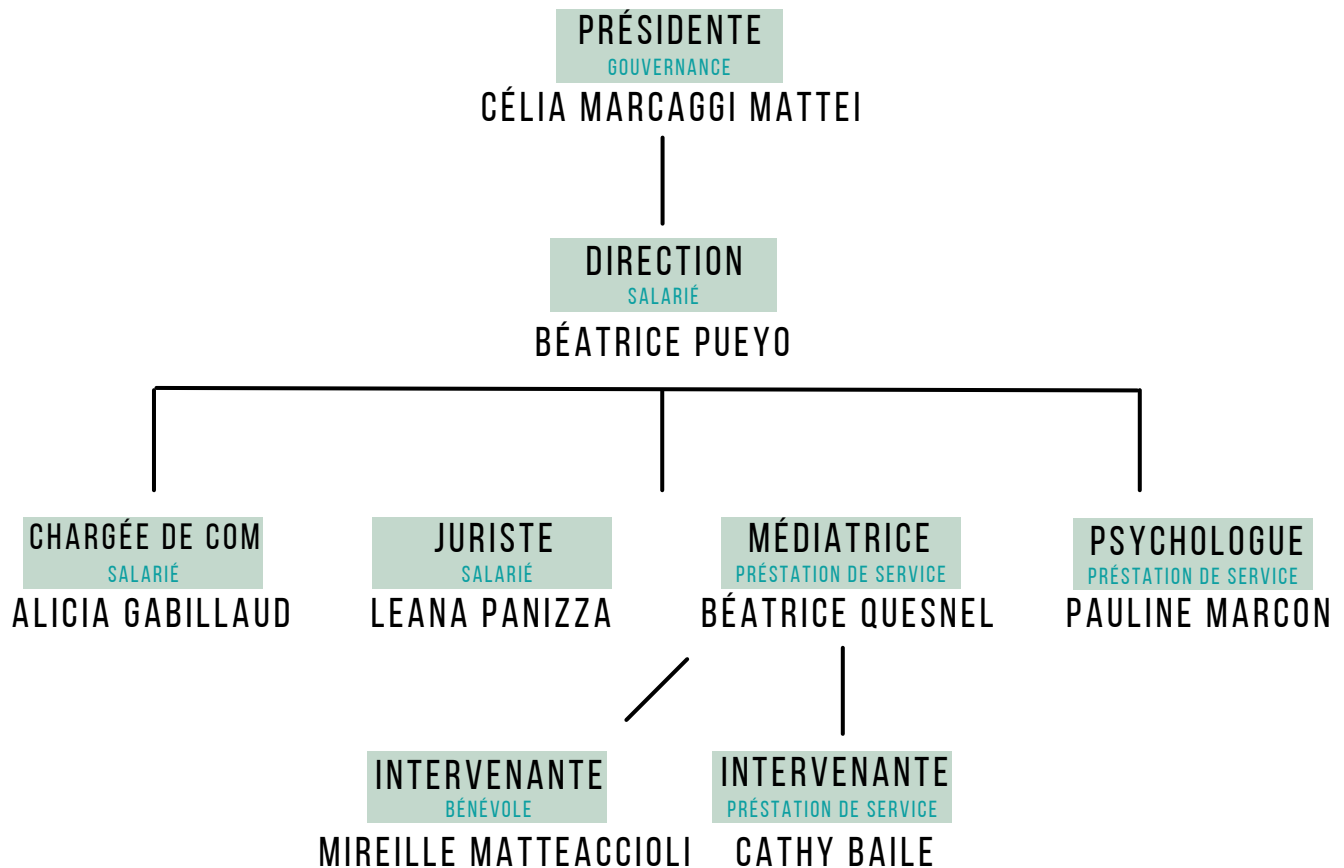 PRÉSIDENTE
GOUVERNANCE
CÉLIA MARCAGGI MATTEI
DIRECTION
SALARIÉ
BÉATRICE PUEYO
CHARGÉE DE COM
SALARIÉ
ALICIA GABILLAUD
JURISTE
SALARIÉ
LEANA PANIZZA
MÉDIATRICE
PRÉSTATION DE SERVICE
BÉATRICE QUESNEL
PSYCHOLOGUE
PRÉSTATION DE SERVICE
PAULINE MARCON
INTERVENANTE
BÉNÉVOLE
MIREILLE MATTEACCIOLI
INTERVENANTE
PRÉSTATION DE SERVICE
CATHY BAILE